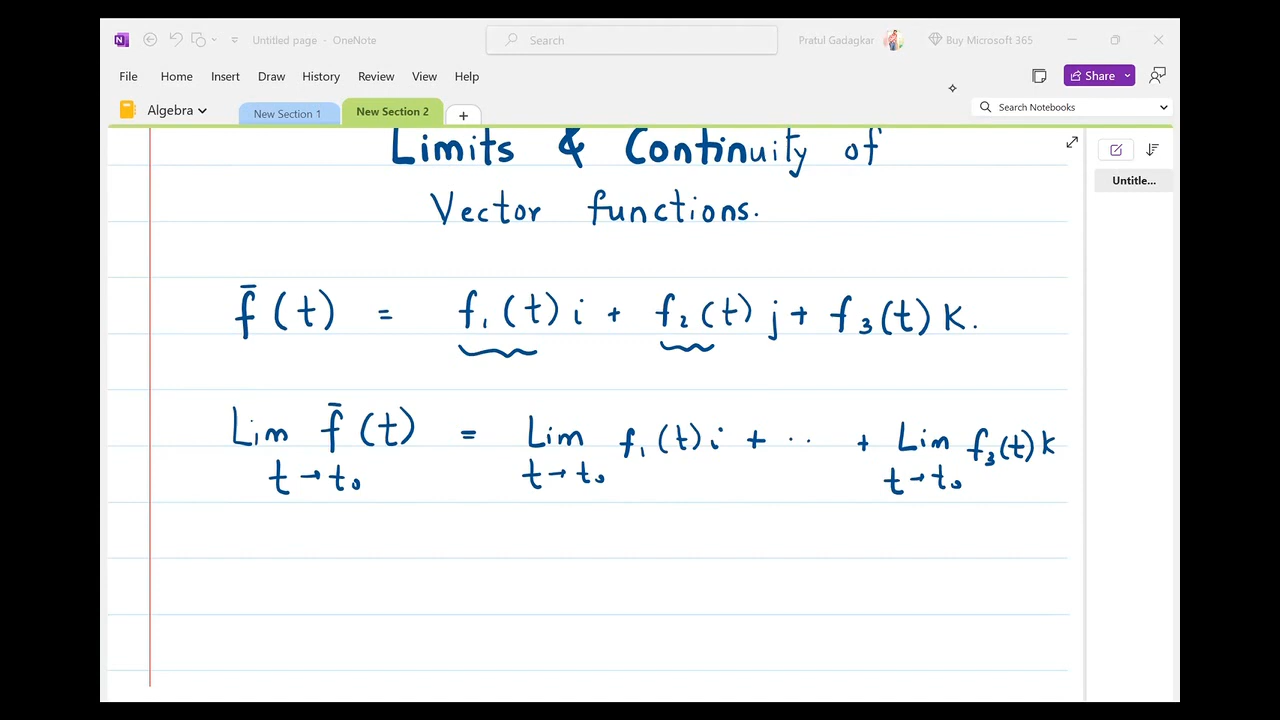 Untitled page - OneNote
Search
Pratul Gadagkar
Buy Microsoft 365
File Home Insert Draw History Review View Help
Share
Algebra
New Section 1
New Section 2
+
Search Notebooks
Untitle...
Limits & Continuity of
Vector functions.
f̄(t) = f₁(t) i + f₂(t) j + f₃(t) k.
Lim f̄(t) = Lim f₁(t) i + .. + Lim f₃(t) k
t→t₀ t→t₀ t→t₀